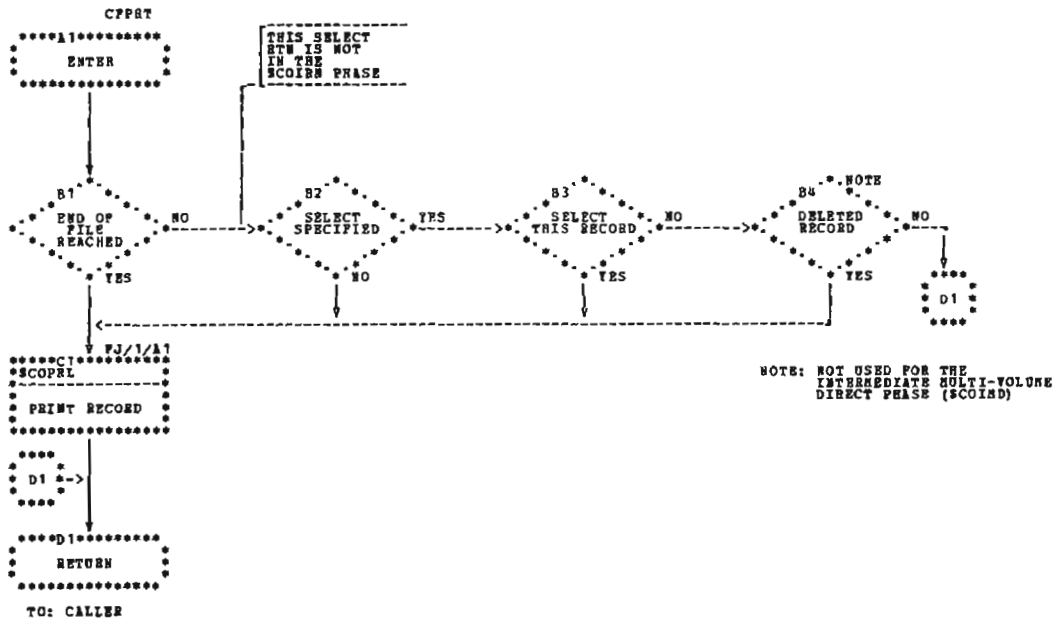 CPPRT
A1
ENTER
THIS SELECT
RTN IS NOT
IN THE
$COIRN PHASE
B1
END OF
FILE
REACHED
NO
YES
B2
SELECT
SPECIFIED
YES
NO
B3
SELECT
THIS RECORD
NO
YES
B4
NOTE
DELETED
RECORD
NO
YES
D1
C1
PJ/1/A1
$COPRL
PRINT RECORD
NOTE: NOT USED FOR THE
INTERMEDIATE MULTI-VOLUME
DIRECT PHASE ($COIMD)
D1
D1
RETURN
TO: CALLER